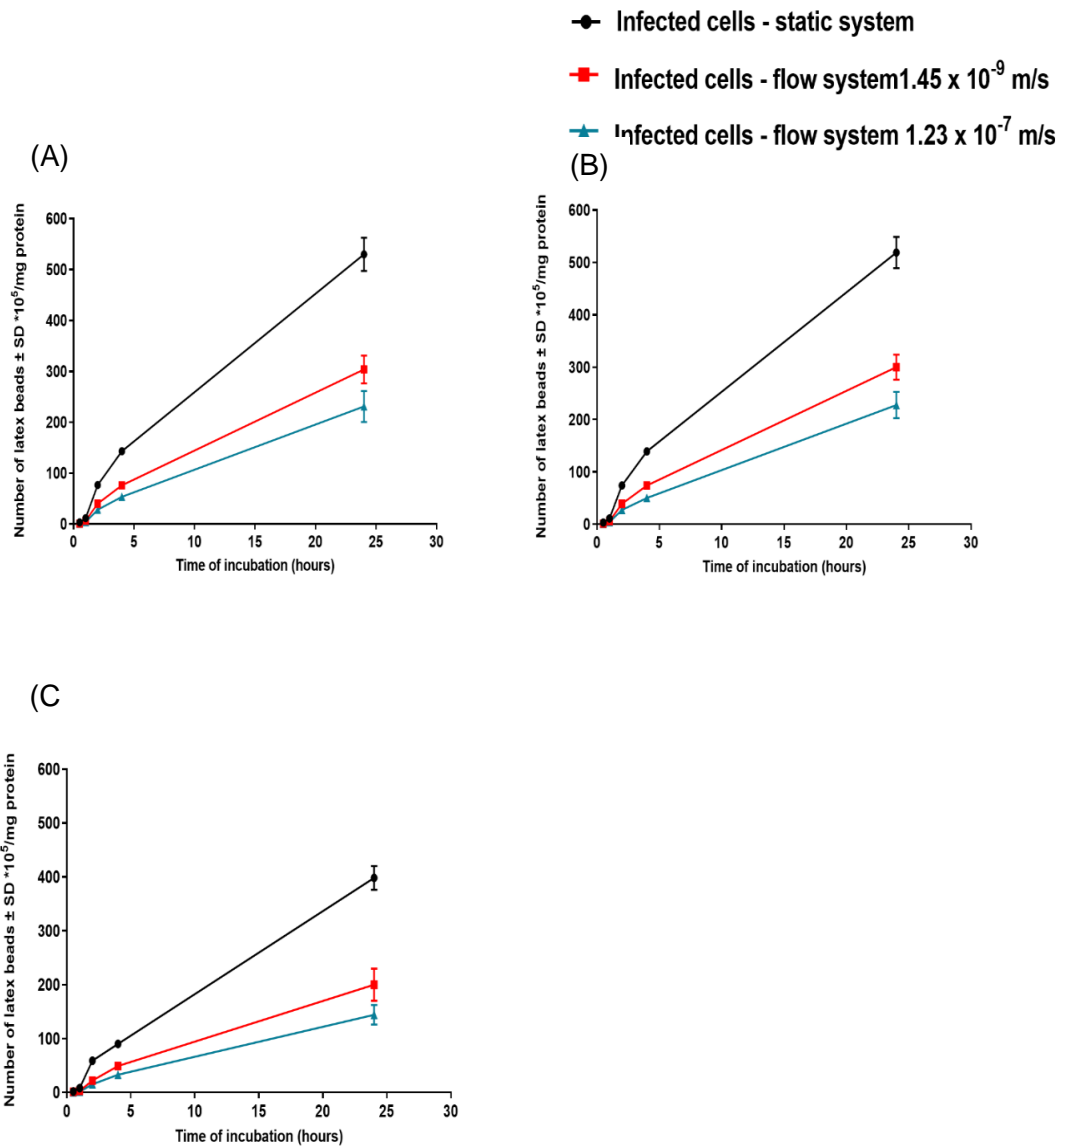 Infected cells - static system
Infected cells - flow system1.45 x 10⁻⁹ m/s
Infected cells - flow system 1.23 x 10⁻⁷ m/s
(A)
(B)
Number of latex beads ± SD *10⁵/mg protein
600
500
400
300
200
100
0
0 5 10 15 20 25 30
Time of incubation (hours)
Number of latex beads ± SD *10⁵/mg protein
600
500
400
300
200
100
0
0 5 10 15 20 25 30
Time of incubation (hours)
(C
Number of latex beads ± SD *10⁵/mg protein
600
500
400
300
200
100
0
0 5 10 15 20 25 30
Time of incubation (hours)